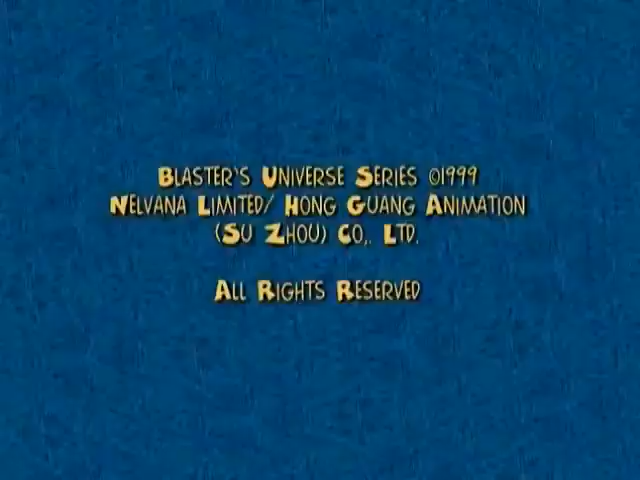 Blaster's Universe Series ©1999
Nelvana Limited/ Hong Guang Animation
(Su Zhou) Co,. Ltd.
All Rights Reserved